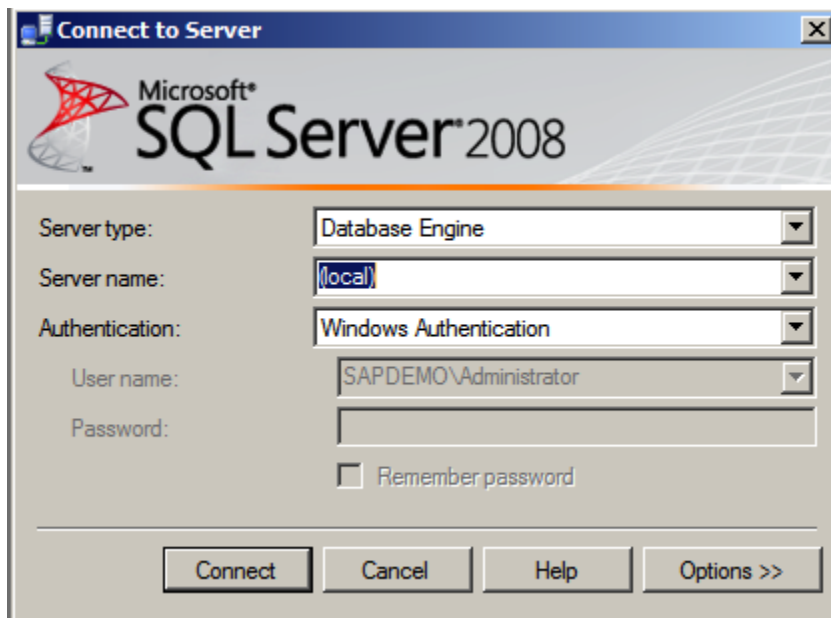 Connect to Server
Microsoft®
SQL Server® 2008
™
Server type: Database Engine
Server name: (local)
Authentication: Windows Authentication
User name: SAPDEMO\Administrator
Password:
Remember password
Connect Cancel Help Options >>